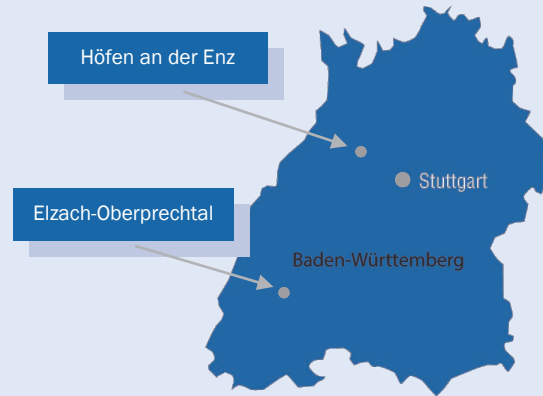 Höfen an der Enz
Stuttgart
Elzach-Oberprechtal
Baden-Württemberg